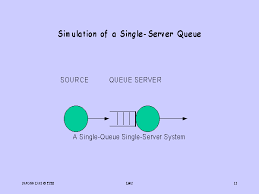 Simulation of a Single-Server Queue
SOURCE QUEUE SERVER
A Single-Queue Single-Server System